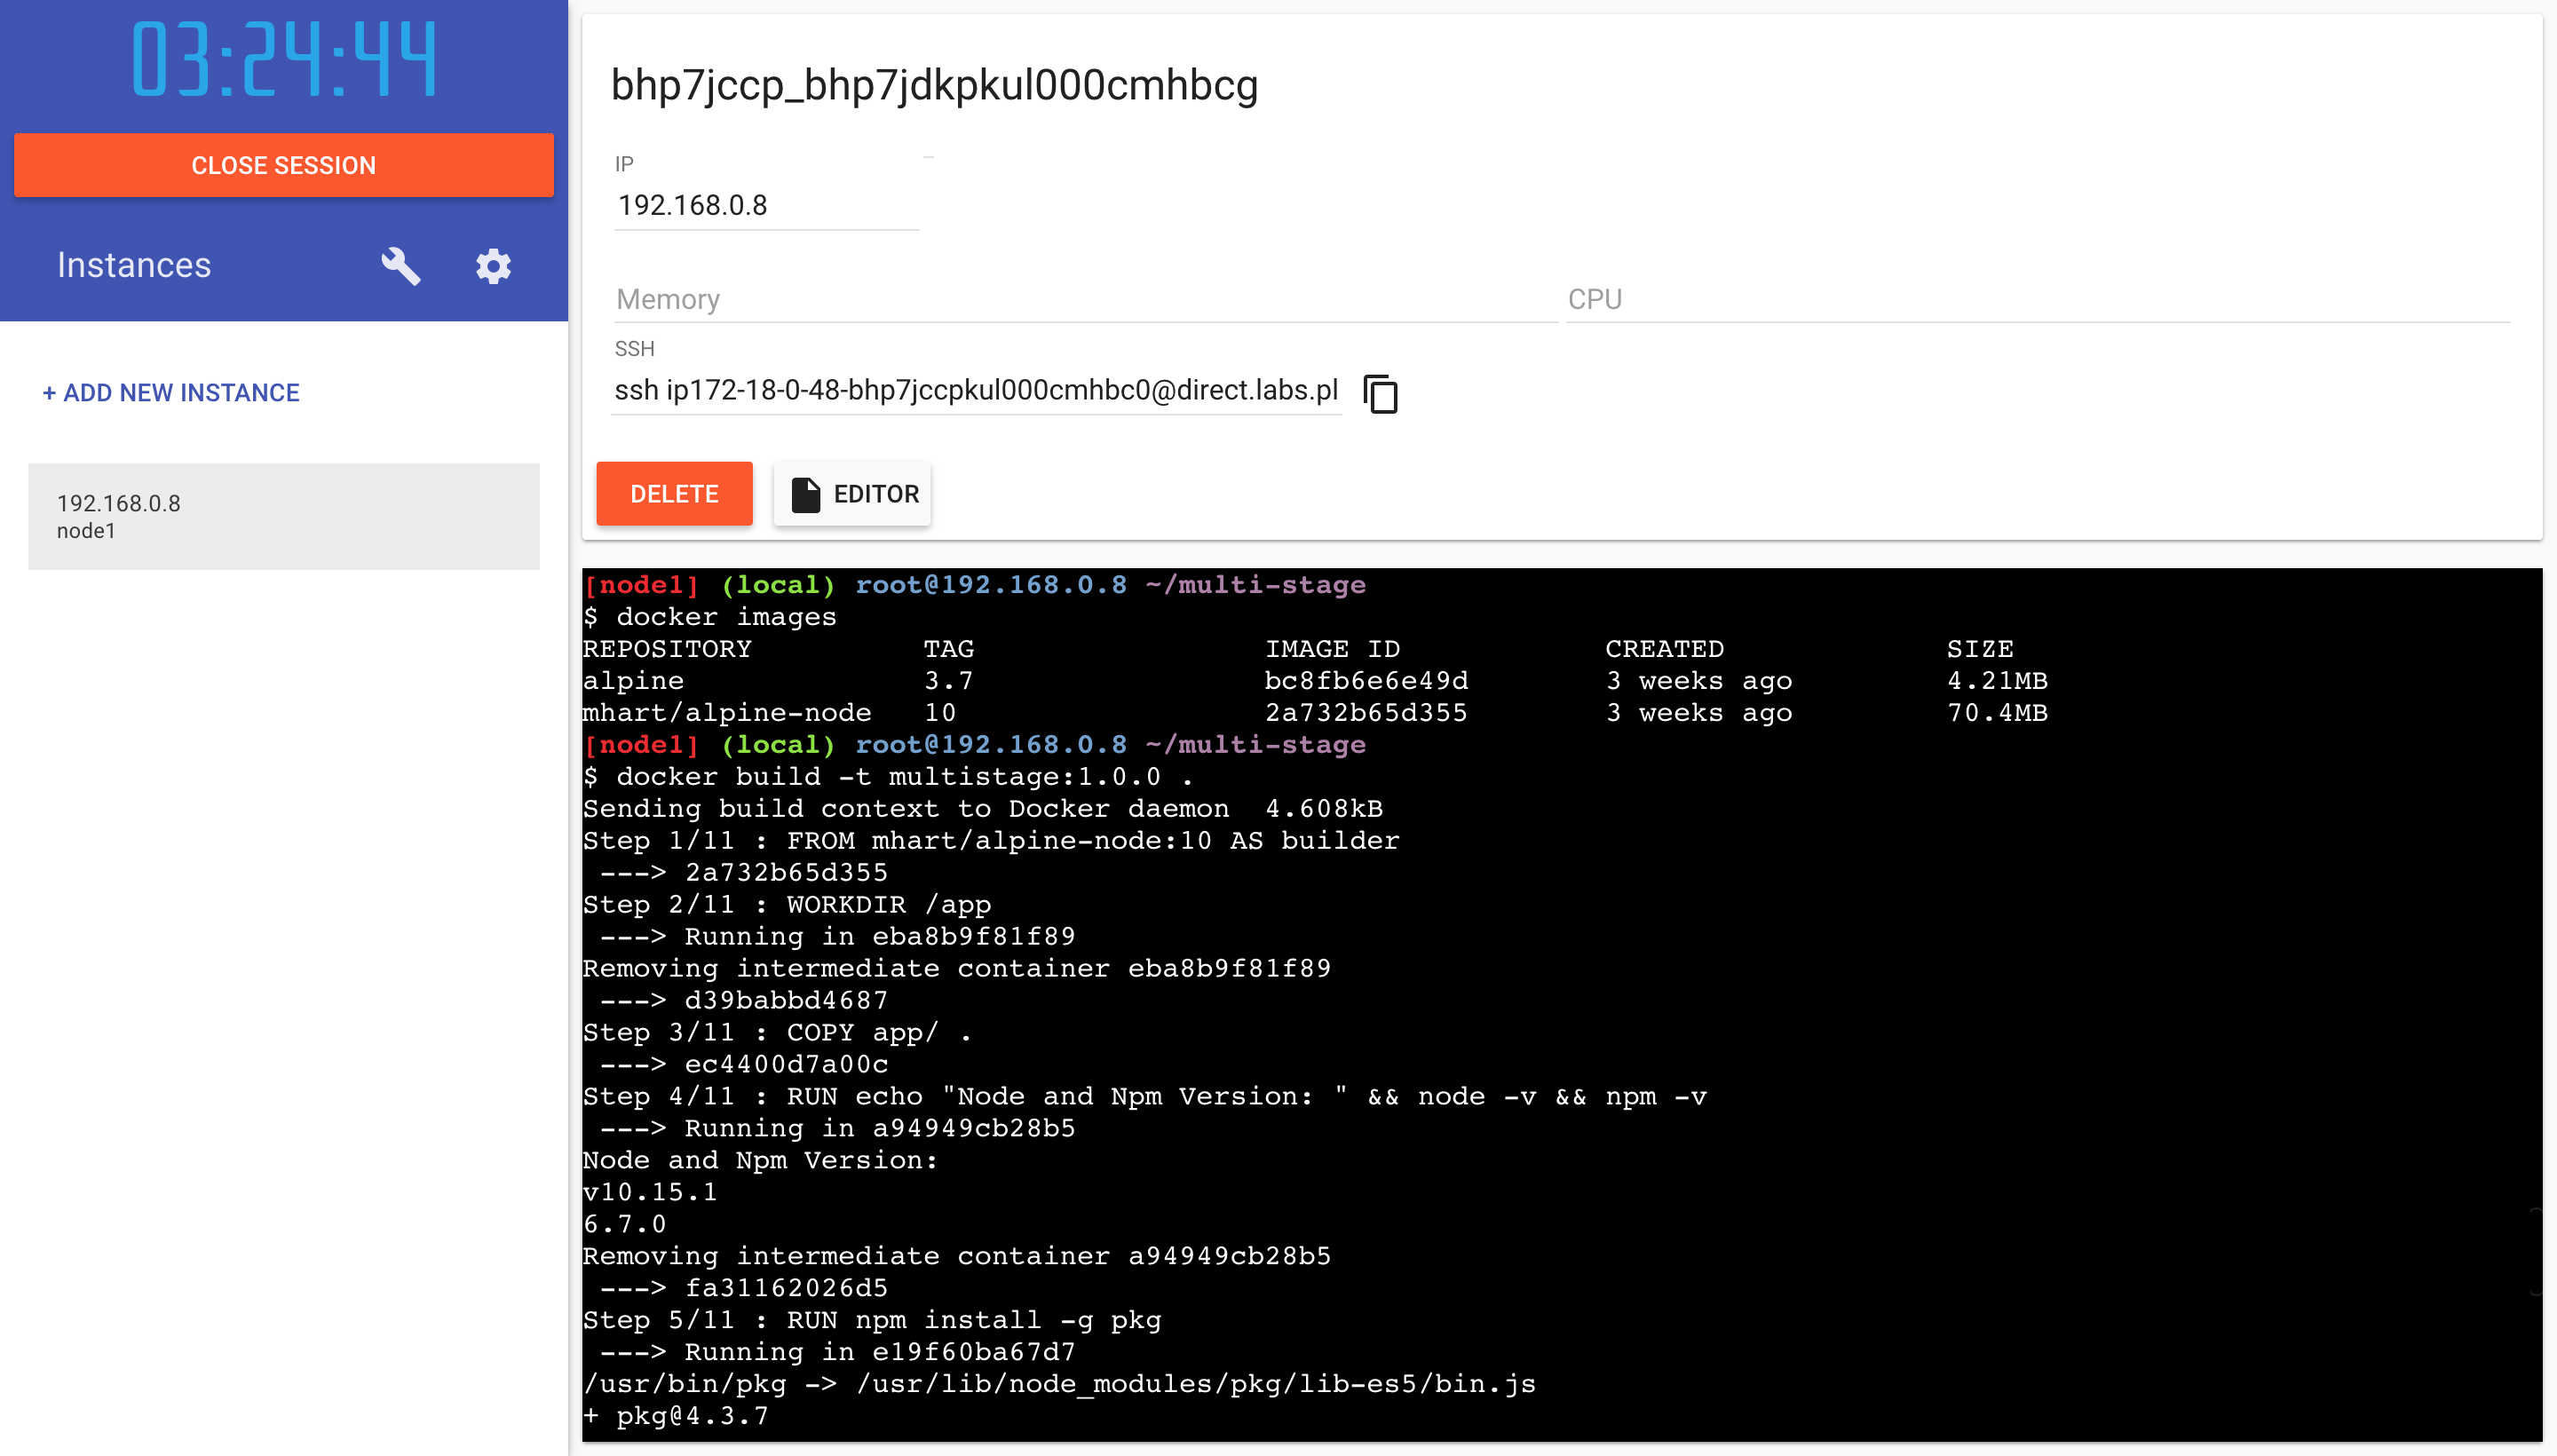 03:24:44
CLOSE SESSION
Instances
+ ADD NEW INSTANCE
192.168.0.8
node1
bhp7jccp_bhp7jdkpkul000cmhbcg
IP
192.168.0.8
Memory
CPU
SSH
ssh ip172-18-0-48-bhp7jccpkul000cmhbc0@direct.labs.pl
DELETE
EDITOR
[node1] (local) root@192.168.0.8 ~/multi-stage
$ docker images
REPOSITORY TAG IMAGE ID CREATED SIZE
alpine 3.7 bc8fb6e6e49d 3 weeks ago 4.21MB
mhart/alpine-node 10 2a732b65d355 3 weeks ago 70.4MB
[node1] (local) root@192.168.0.8 ~/multi-stage
$ docker build -t multistage:1.0.0 .
Sending build context to Docker daemon 4.608kB
Step 1/11 : FROM mhart/alpine-node:10 AS builder
---> 2a732b65d355
Step 2/11 : WORKDIR /app
---> Running in eba8b9f81f89
Removing intermediate container eba8b9f81f89
---> d39babbd4687
Step 3/11 : COPY app/ .
---> ec4400d7a00c
Step 4/11 : RUN echo "Node and Npm Version: " && node -v && npm -v
---> Running in a94949cb28b5
Node and Npm Version:
v10.15.1
6.7.0
Removing intermediate container a94949cb28b5
---> fa31162026d5
Step 5/11 : RUN npm install -g pkg
---> Running in e19f60ba67d7
/usr/bin/pkg -> /usr/lib/node_modules/pkg/lib-es5/bin.js
+ pkg@4.3.7